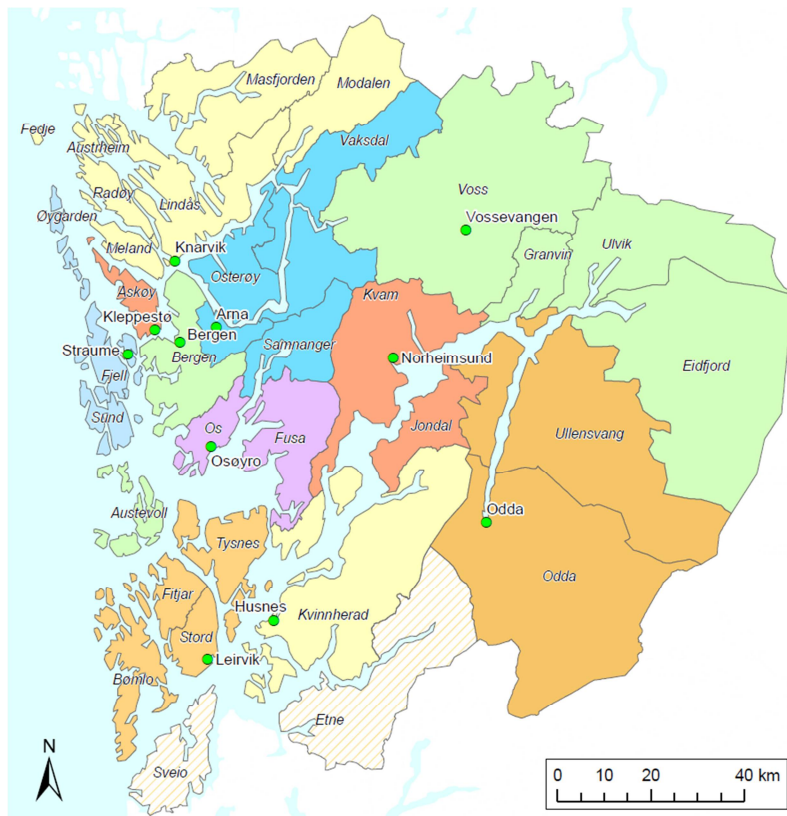 Masfjorden
Modalen
Fedje
Austrheim
Vaksdal
Radøy
Lindås
Voss
Øygarden
Vossevangen
Meland
Knarvik
Granvin
Ulvik
Osterøy
Askøy
Kvam
Kleppestø
Arna
Bergen
Samnanger
Straume
Bergen
Norheimsund
Eidfjord
Fjell
Sund
Os
Fusa
Jondal
Ullensvang
Osøyro
Austevoll
Odda
Tysnes
Odda
Fitjar
Husnes
Kvinnherad
Stord
Leirvik
Bømlo
Etne
Sveio
N
0 10 20 40 km